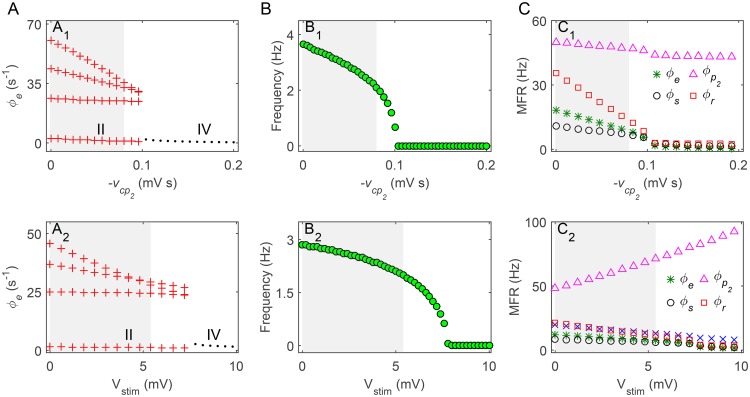 A
B
C
A1
60
30
0
ϕe (s-1)
II
IV
0
0.1
0.2
-vcp2 (mV s)
B1
4
2
0
Frequency (Hz)
0
0.1
0.2
-vcp2 (mV s)
C1
60
30
0
MFR (Hz)
ϕe
ϕp2
ϕs
ϕr
0
0.1
0.2
-vcp2 (mV s)
A2
50
25
0
ϕe (s-1)
II
IV
0
5
10
Vstim (mV)
B2
3
1.5
0
Frequency (Hz)
0
5
10
Vstim (mV)
C2
100
50
0
MFR (Hz)
ϕe
ϕp2
ϕs
ϕr
0
5
10
Vstim (mV)